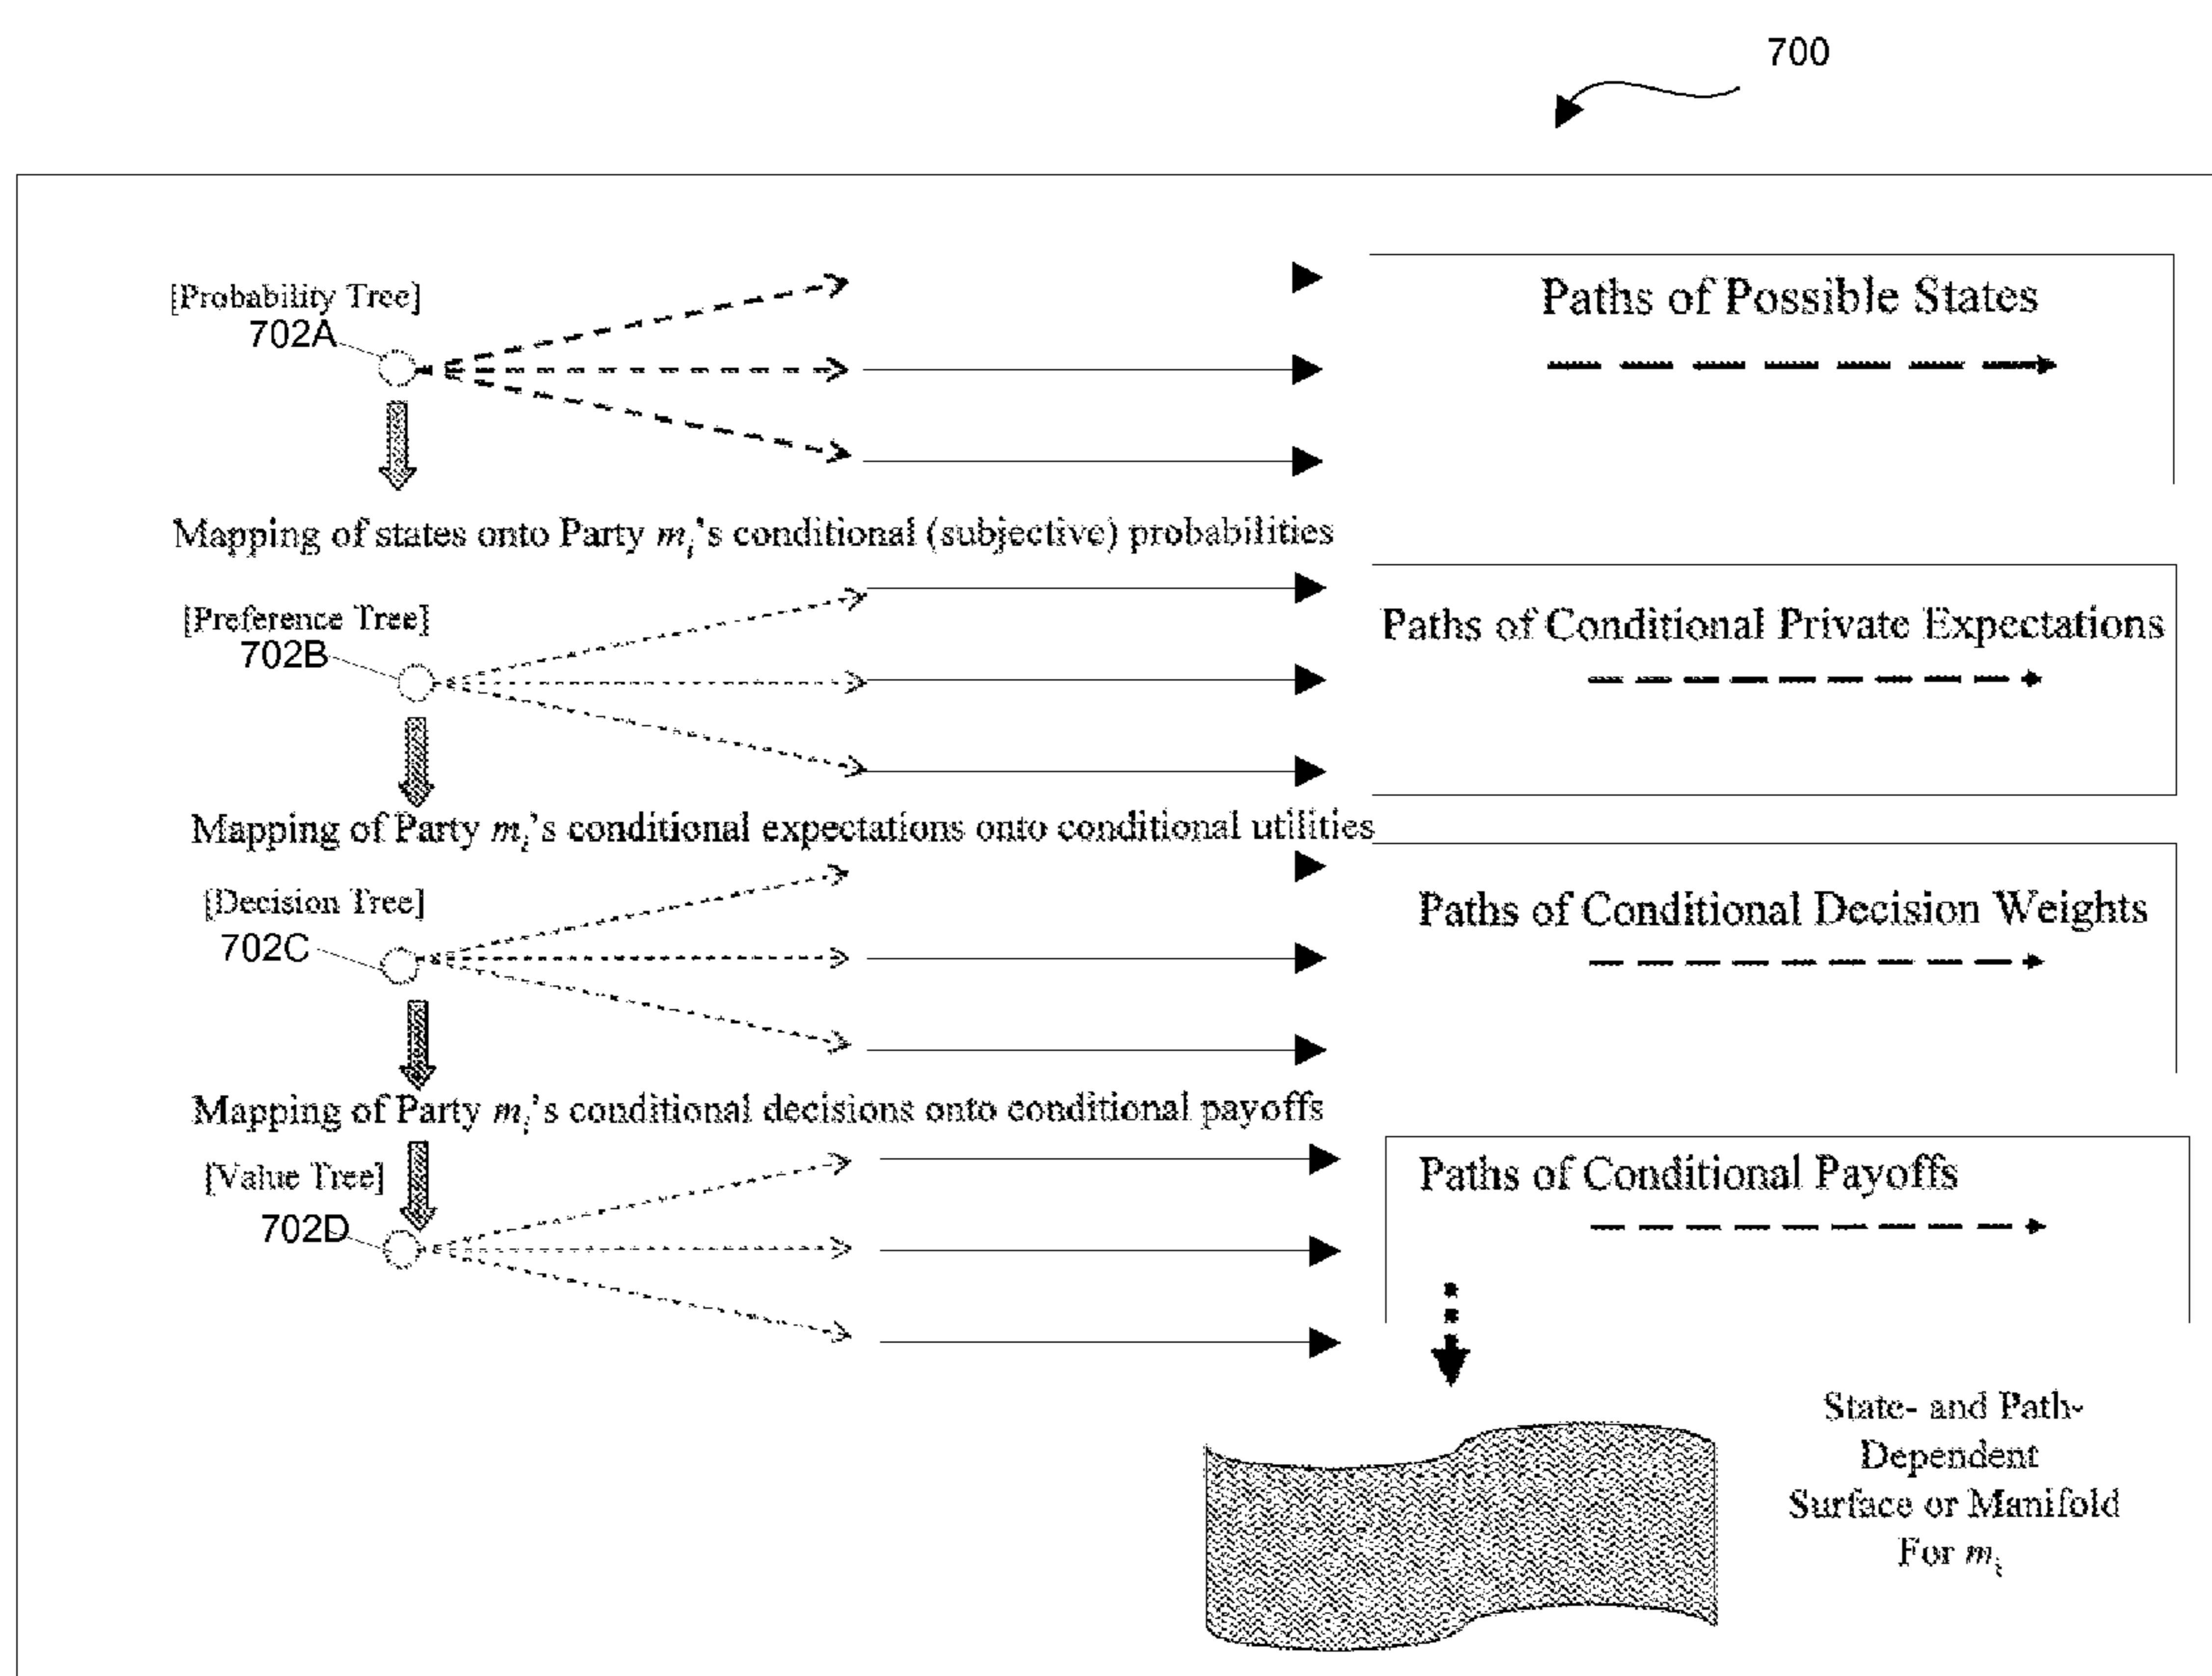 700
[Probability Tree]
702A
Paths of Possible States
Mapping of states onto Party mᵢ's conditional (subjective) probabilities
[Preference Tree]
702B
Paths of Conditional Private Expectations
Mapping of Party mᵢ's conditional expectations onto conditional utilities
[Decision Tree]
702C
Paths of Conditional Decision Weights
Mapping of Party mᵢ's conditional decisions onto conditional payoffs
[Value Tree]
702D
Paths of Conditional Payoffs
State- and Path-
Dependent
Surface or Manifold
For mᵢ